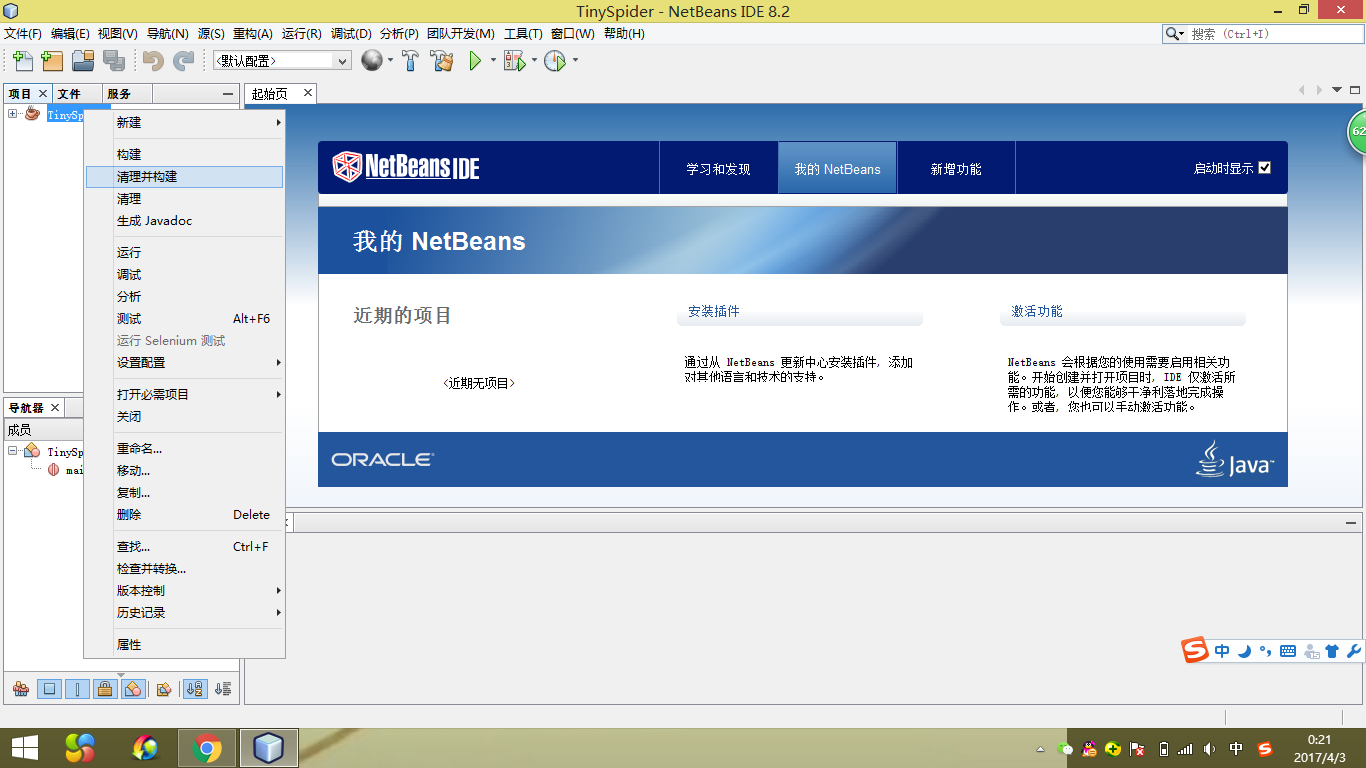 TinySpider - NetBeans IDE 8.2
文件(F) 编辑(E) 视图(V) 导航(N) 源(S) 重构(A) 运行(R) 调试(D) 分析(P) 团队开发(M) 工具(T) 窗口(W) 帮助(H)
搜索 (Ctrl+I)
<默认配置>
项目 文件 服务
起始页
TinySp
新建
构建
清理并构建
清理
生成 Javadoc
运行
调试
分析
测试 Alt+F6
运行 Selenium 测试
设置配置
打开必需项目
关闭
重命名...
移动...
复制...
删除 Delete
查找... Ctrl+F
检查并转换...
版本控制
历史记录
属性
导航器
成员
TinySp
mai
NetBeans IDE
学习和发现
我的 NetBeans
新增功能
启动时显示
62
我的 NetBeans
近期的项目
<近期无项目>
安装插件
通过从 NetBeans 更新中心安装插件, 添加
对其他语言和技术的支持。
激活功能
NetBeans 会根据您的使用需要启用相关功
能。开始创建并打开项目时, IDE 仅激活所
需的功能, 以便您能够干净利落地完成操
作。或者, 您也可以手动激活功能。
ORACLE
Java
S 中
中 S
0:21
2017/4/3